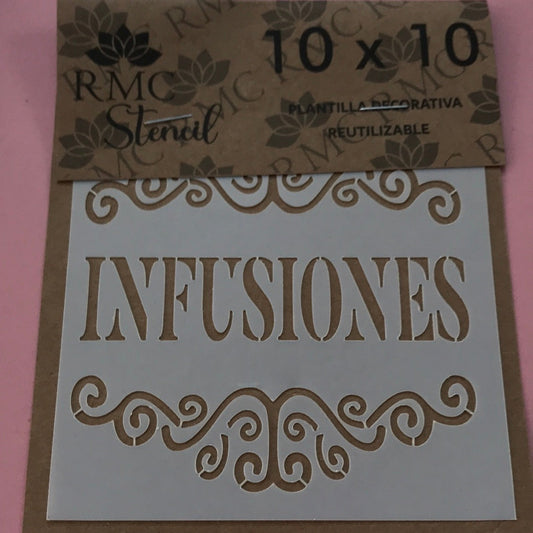 RMC
Stencil
10 x 10
PLANTILLA DECORATIVA
REUTILIZABLE
INFUSIONES